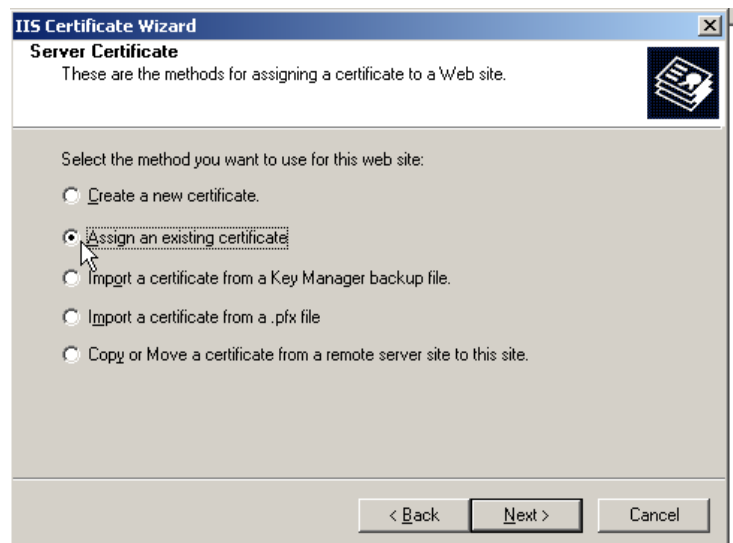 IIS Certificate Wizard
Server Certificate
These are the methods for assigning a certificate to a Web site.
Select the method you want to use for this web site:
Create a new certificate.
Assign an existing certificate
Import a certificate from a Key Manager backup file.
Import a certificate from a .pfx file
Copy or Move a certificate from a remote server site to this site.
< Back Next > Cancel